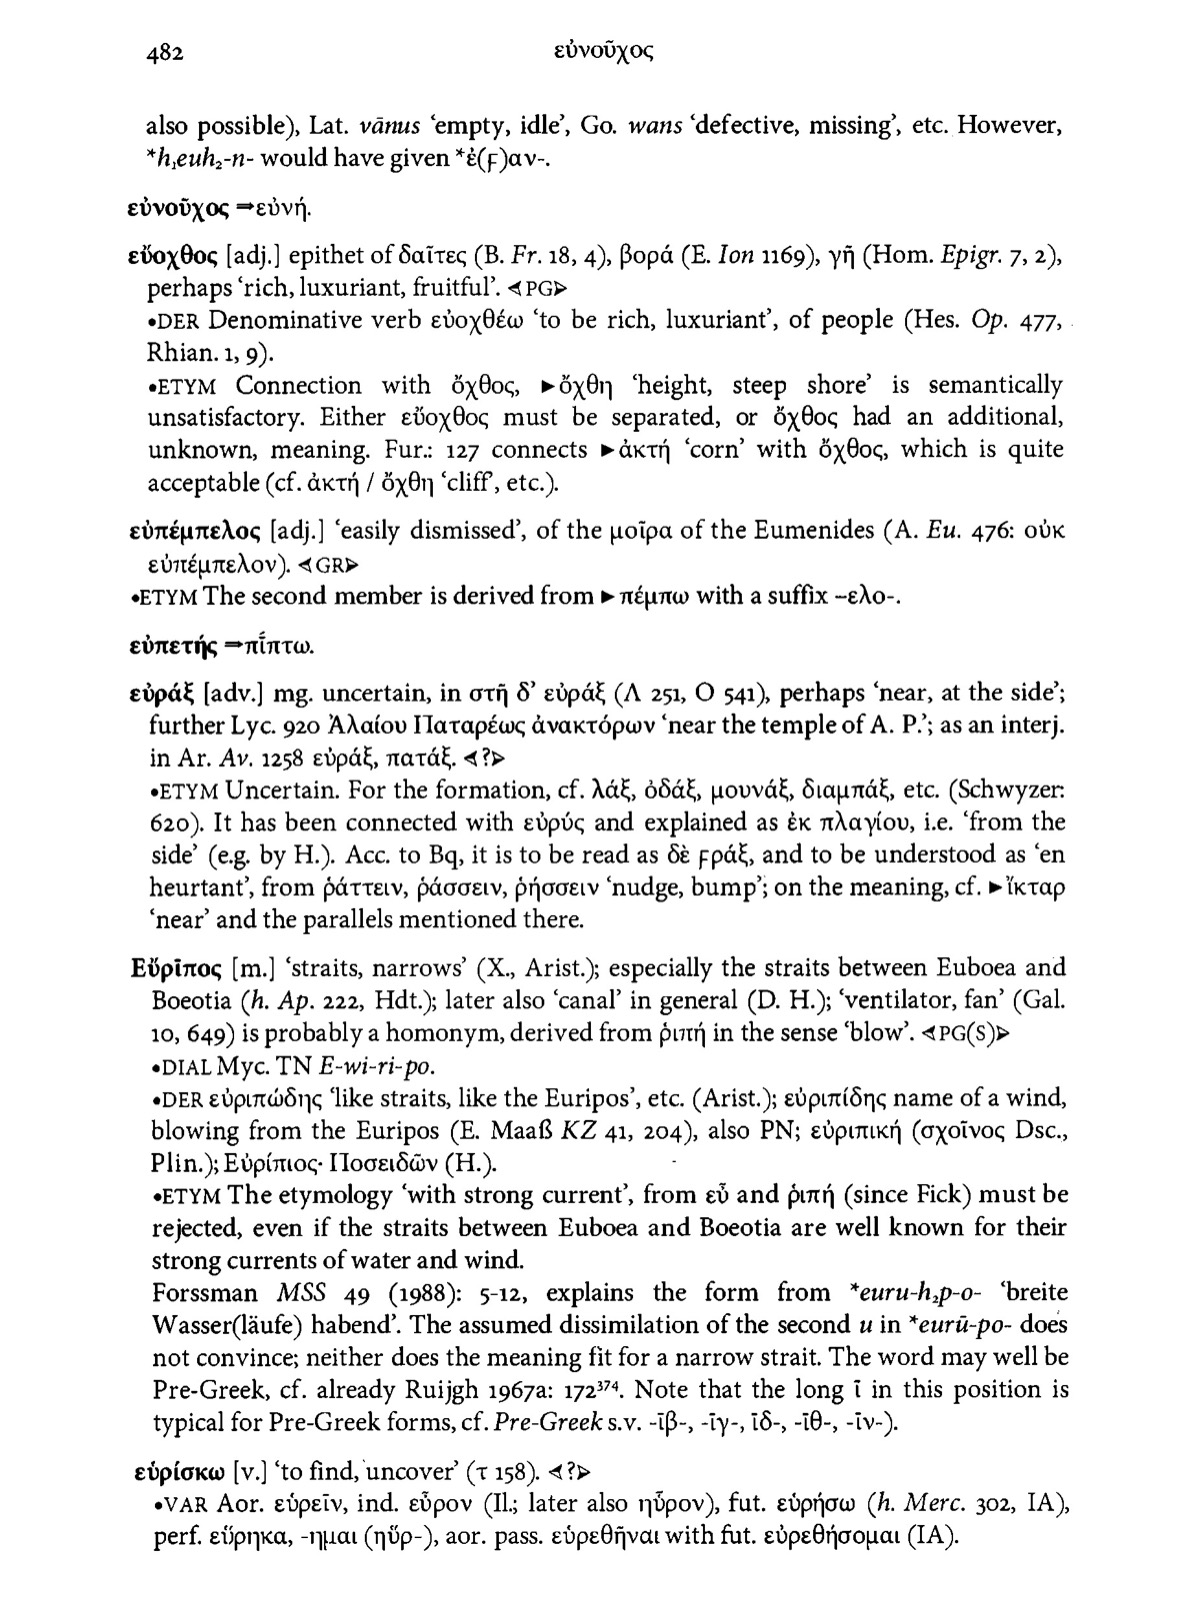 482
εὐνοῦχος
also possible), Lat. vānus ‘empty, idle’, Go. wans ‘defective, missing’, etc. However,
*h₁euh₂-n- would have given *ἐ(ϝ)αν-.
εὐνοῦχος ⇒εὐνή.
εὔοχθος [adj.] epithet of δαῖτες (B. Fr. 18, 4), βορά (E. Ion 1169), γῆ (Hom. Epigr. 7, 2),
perhaps ‘rich, luxuriant, fruitful’. ⋖PG⋗
•DER Denominative verb εὐοχθέω ‘to be rich, luxuriant’, of people (Hes. Op. 477,
Rhian. 1, 9).
•ETYM Connection with ὄχθος, ►ὄχθη ‘height, steep shore’ is semantically
unsatisfactory. Either εὔοχθος must be separated, or ὄχθος had an additional,
unknown, meaning. Fur.: 127 connects ►ἀκτή ‘corn’ with ὄχθος, which is quite
acceptable (cf. ἀκτή / ὄχθη ‘cliff’, etc.).
εὐπέμπελος [adj.] ‘easily dismissed’, of the μοῖρα of the Eumenides (A. Eu. 476: οὐκ
εὐπέμπελον). ⋖GR⋗
•ETYM The second member is derived from ►πέμπω with a suffix –ελο-.
εὐπετής ⇒πίπτω.
εὐράξ [adv.] mg. uncertain, in στῆ δ’ εὐράξ (Λ 251, Ο 541), perhaps ‘near, at the side’;
further Lyc. 920 Ἀλαίου Παταρέως ἀνακτόρων ‘near the temple of A. P.’; as an interj.
in Ar. Av. 1258 εὐράξ, πατάξ. ⋖?⋗
•ETYM Uncertain. For the formation, cf. λάξ, ὀδάξ, μουνάξ, διαμπάξ, etc. (Schwyzer:
620). It has been connected with εὐρύς and explained as ἐκ πλαγίου, i.e. ‘from the
side’ (e.g. by H.). Acc. to Bq, it is to be read as δὲ ϝράξ, and to be understood as ‘en
heurtant’, from ῥάττειν, ῥάσσειν, ῥήσσειν ‘nudge, bump’; on the meaning, cf. ►ἴκταρ
‘near’ and the parallels mentioned there.
Εὔρῑπος [m.] ‘straits, narrows’ (X., Arist.); especially the straits between Euboea and
Boeotia (h. Ap. 222, Hdt.); later also ‘canal’ in general (D. H.); ‘ventilator, fan’ (Gal.
10, 649) is probably a homonym, derived from ῥιπή in the sense ‘blow’. ⋖PG(S)⋗
•DIAL Myc. TN E-wi-ri-po.
•DER εὐριπώδης ‘like straits, like the Euripos’, etc. (Arist.); εὐριπίδης name of a wind,
blowing from the Euripos (E. Maaß KZ 41, 204), also PN; εὐριπική (σχοῖνος Dsc.,
Plin.); Εὐρίπιος· Ποσειδῶν (H.).
•ETYM The etymology ‘with strong current’, from εὖ and ῥιπή (since Fick) must be
rejected, even if the straits between Euboea and Boeotia are well known for their
strong currents of water and wind.
Forssman MSS 49 (1988): 5-12, explains the form from *euru-h₂p-o- ‘breite
Wasser(läufe) habend’. The assumed dissimilation of the second u in *eurū-po- does
not convince; neither does the meaning fit for a narrow strait. The word may well be
Pre-Greek, cf. already Ruijgh 1967a: 172³⁷⁴. Note that the long ῑ in this position is
typical for Pre-Greek forms, cf. Pre-Greek s.v. -ῑβ-, -ῑγ-, ῑδ-, -ῑθ-, -ῑν-).
εὑρίσκω [v.] ‘to find, uncover’ (τ 158). ⋖?⋗
•VAR Aor. εὑρεῖν, ind. εὗρον (Il.; later also ηὗρον), fut. εὑρήσω (h. Merc. 302, IA),
perf. εὕρηκα, -ημαι (ηὕρ-), aor. pass. εὑρεθῆναι with fut. εὑρεθήσομαι (IA).